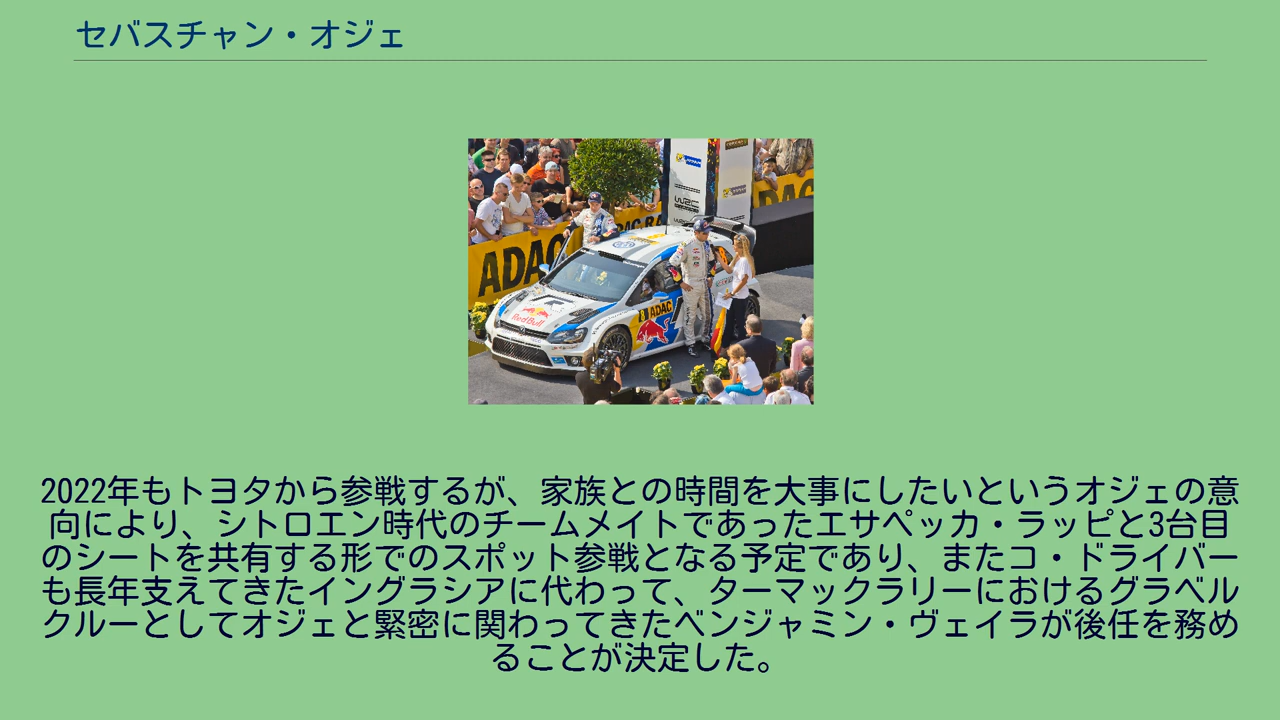 セバスチャン・オジェ
ADAC
ADAC RA
ADAC
WRC
Red Bull
ADAC
2022年もトヨタから参戦するが、家族との時間を大事にしたいというオジェの意
向により、シトロエン時代のチームメイトであったエサペッカ・ラッピと3台目
のシートを共有する形でのスポット参戦となる予定であり、またコ・ドライバー
も長年支えてきたイングラシアに代わって、ターマックラリーにおけるグラベル
クルーとしてオジェと緊密に関わってきたベンジャミン・ヴェイラが後任を務め
ることが決定した。